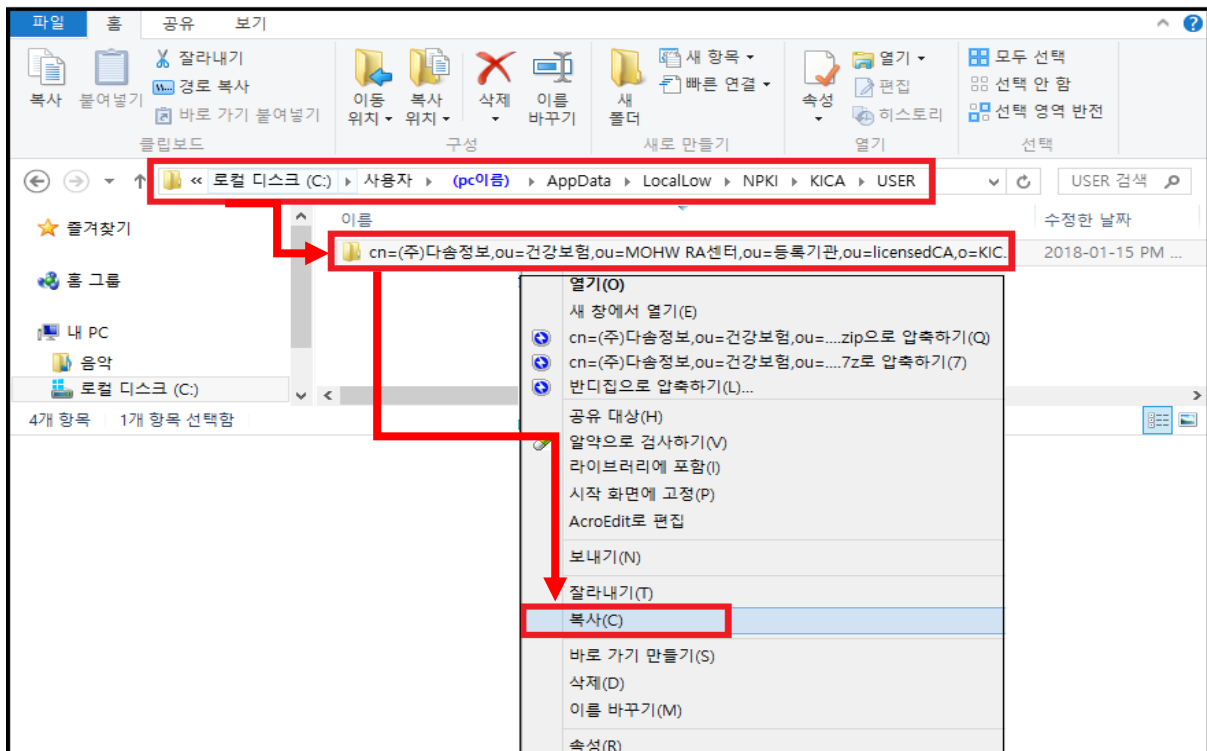 파일 홈 공유 보기
복사 붙여넣기 잘라내기 경로 복사 바로 가기 붙여넣기
이동 위치 복사 위치 삭제 이름 바꾸기
새 폴더 새 항목 빠른 연결
속성 열기 편집 히스토리
모두 선택 선택 안 함 선택 영역 반전
클립보드 구성 새로 만들기 열기 선택
« 로컬 디스크 (C:) ▸ 사용자 ▸ (pc이름) ▸ AppData ▸ LocalLow ▸ NPKI ▸ KICA ▸ USER
USER 검색
즐겨찾기
홈 그룹
내 PC
음악
로컬 디스크 (C:)
이름 수정한 날짜
cn=(주)다솜정보,ou=건강보험,ou=MOHW RA센터,ou=등록기관,ou=licensedCA,o=KIC. 2018-01-15 PM ...
열기(O)
새 창에서 열기(E)
cn=(주)다솜정보,ou=건강보험,ou=....zip으로 압축하기(Q)
cn=(주)다솜정보,ou=건강보험,ou=....7z로 압축하기(7)
반디집으로 압축하기(L)...
공유 대상(H)
알약으로 검사하기(V)
라이브러리에 포함(I)
시작 화면에 고정(P)
AcroEdit로 편집
보내기(N)
잘라내기(T)
복사(C)
바로 가기 만들기(S)
삭제(D)
이름 바꾸기(M)
속성(R)
4개 항목 1개 항목 선택함